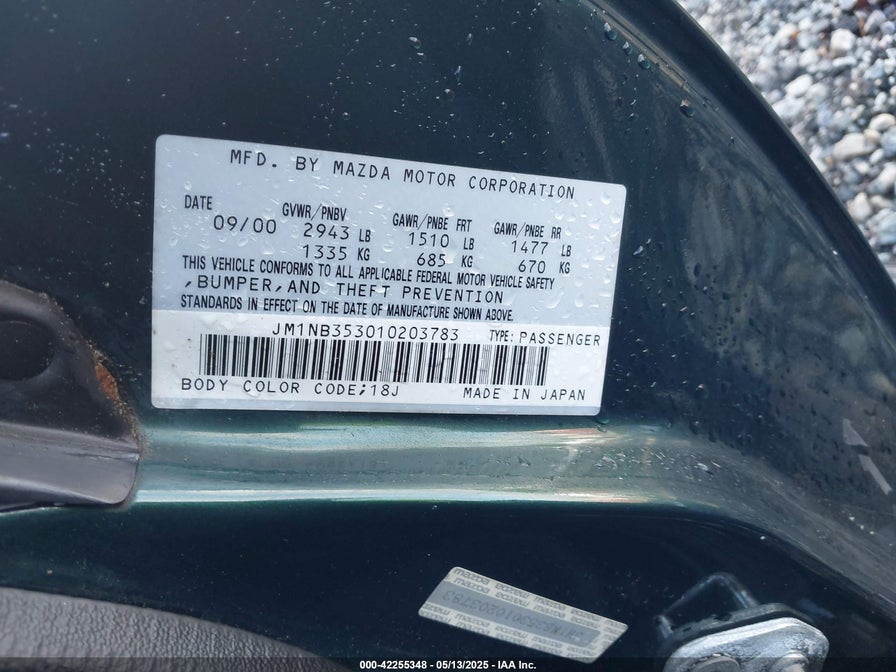 MFD. BY MAZDA MOTOR CORPORATION
DATE GVWR/PNBV GAWR/PNBE FRT GAWR/PNBE RR
09/00 2943 LB 1510 LB 1477 LB
1335 KG 685 KG 670 KG
THIS VEHICLE CONFORMS TO ALL APPLICABLE FEDERAL MOTOR VEHICLE SAFETY
,BUMPER,AND THEFT PREVENTION
STANDARDS IN EFFECT ON THE DATE OF MANUFACTURE SHOWN ABOVE.
JM1NB353010203783 TYPE: PASSENGER
BODY COLOR CODE;18J MADE IN JAPAN
mazda mazda mazda
000-42255348 - 05/13/2025 - IAA Inc.